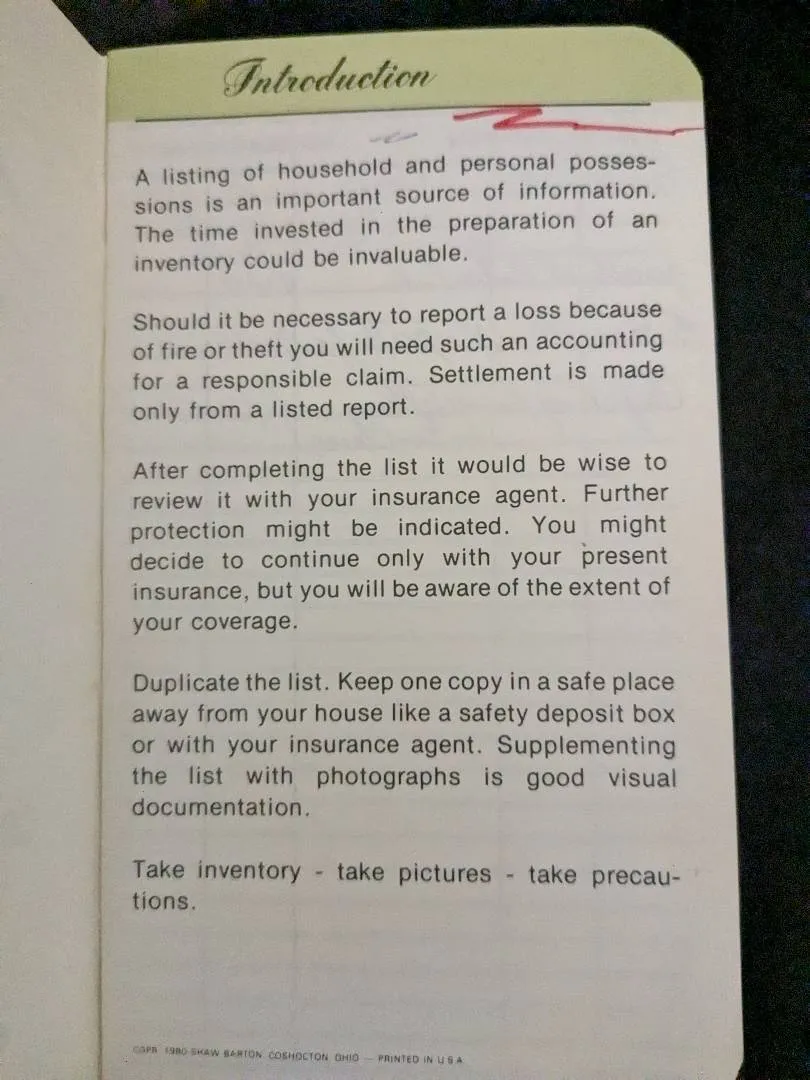 Introduction
A listing of household and personal posses-
sions is an important source of information.
The time invested in the preparation of an
inventory could be invaluable.
Should it be necessary to report a loss because
of fire or theft you will need such an accounting
for a responsible claim. Settlement is made
only from a listed report.
After completing the list it would be wise to
review it with your insurance agent. Further
protection might be indicated. You might
decide to continue only with your present
insurance, but you will be aware of the extent of
your coverage.
Duplicate the list. Keep one copy in a safe place
away from your house like a safety deposit box
or with your insurance agent. Supplementing
the list with photographs is good visual
documentation.
Take inventory - take pictures - take precau-
tions.
1980 SHAW BARTON COSHOCTON OHIO — PRINTED IN U S A